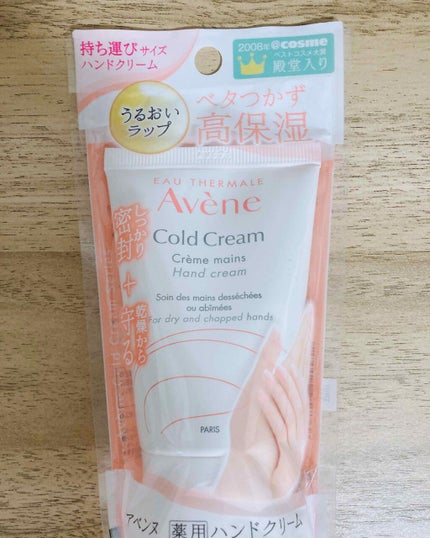 持ち運びサイズ
ハンドクリーム
2008年@cosme
ベストコスメ大賞
殿堂入り
うるおい
ラップ
ベタつかず
高保湿
EAU THERMALE
Avène
Cold Cream
Crème mains
Hand cream
Soin des mains desséchées
ou abîmées
For dry and chapped hands
しっかり
密封
+
乾燥から
守る
PARIS
アベンヌ
薬用ハンドクリーム